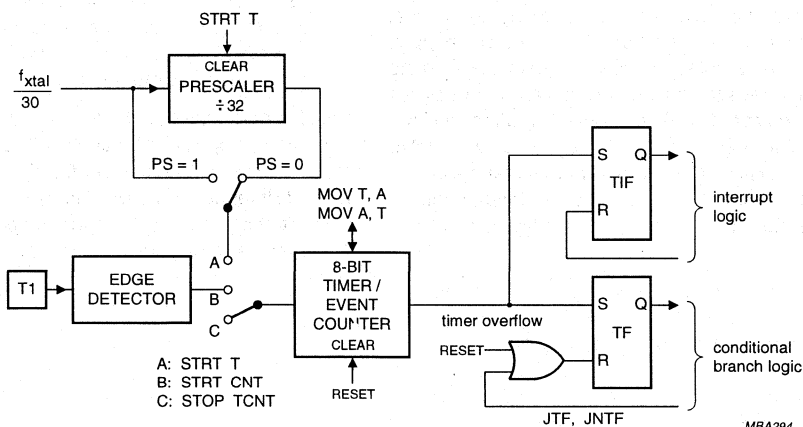 STRT T
CLEAR
PRESCALER
÷32
fxtal
30
PS = 1
PS = 0
MOV T, A
MOV A, T
S Q
TIF
R
interrupt
logic
A
B
C
T1
EDGE
DETECTOR
8-BIT
TIMER /
EVENT
COUNTER
CLEAR
timer overflow
S Q
TF
R
RESET
conditional
branch logic
A: STRT T
B: STRT CNT
C: STOP TCNT
RESET
JTF, JNTF
MBA294